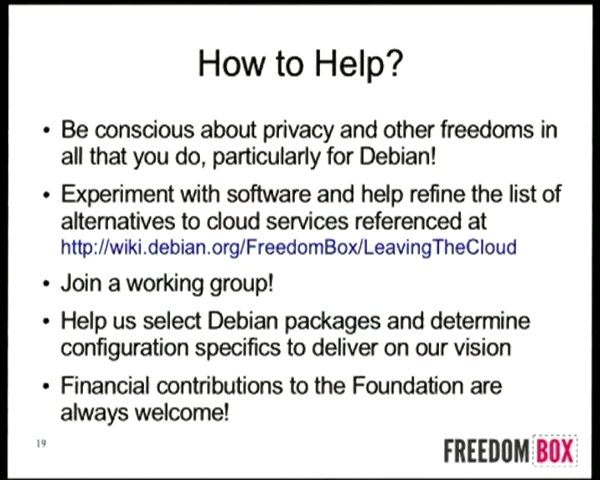 How to Help?
• Be conscious about privacy and other freedoms in
all that you do, particularly for Debian!
• Experiment with software and help refine the list of
alternatives to cloud services referenced at
http://wiki.debian.org/FreedomBox/LeavingTheCloud
• Join a working group!
• Help us select Debian packages and determine
configuration specifics to deliver on our vision
• Financial contributions to the Foundation are
always welcome!
19
FREEDOMBOX